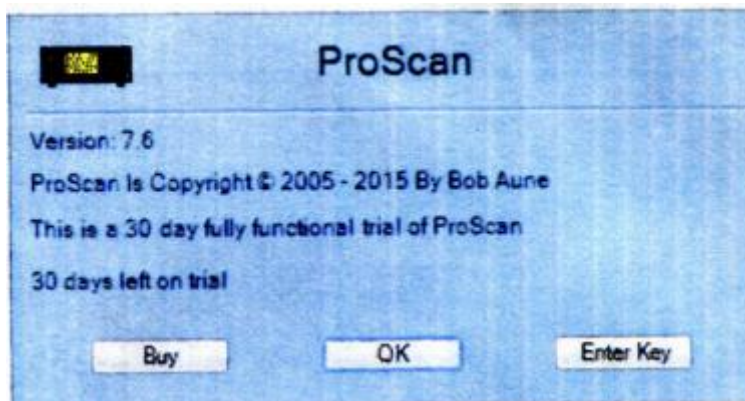 ProScan
Version: 7.6
ProScan Is Copyright © 2005 - 2015 By Bob Aune
This is a 30 day fully functional trial of ProScan
30 days left on trial
Buy OK Enter Key